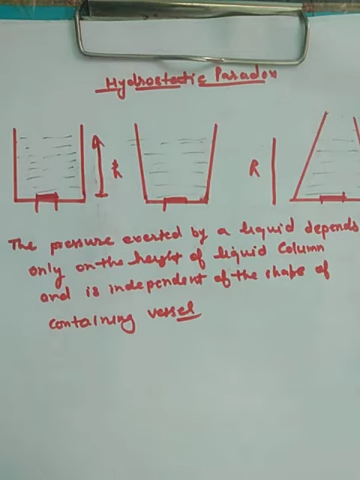 Hydrostatic Paradox
h
h
The pressure exerted by a liquid depends
only on the height of liquid column
and is independent of the shape of
containing vessel